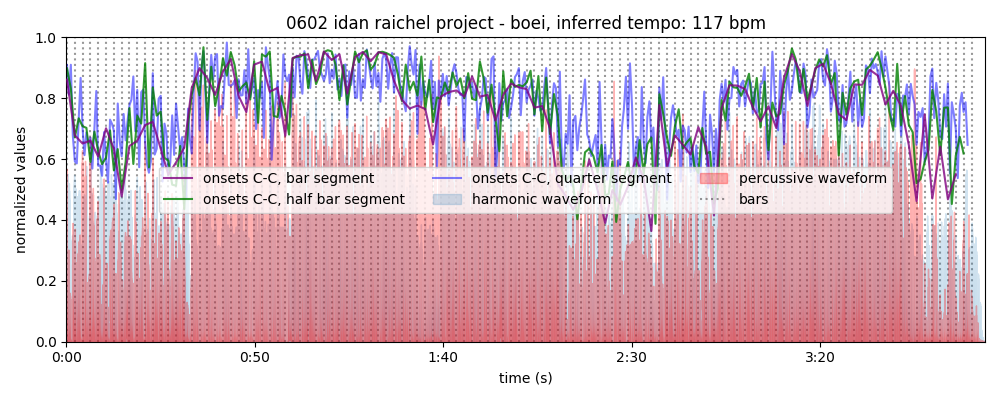 0602 idan raichel project - boei, inferred tempo: 117 bpm
1.0
0.8
0.6
0.4
0.2
0.0
normalized values
onsets C-C, bar segment
onsets C-C, half bar segment
onsets C-C, quarter segment
harmonic waveform
percussive waveform
bars
0:00 0:50 1:40 2:30 3:20
time (s)